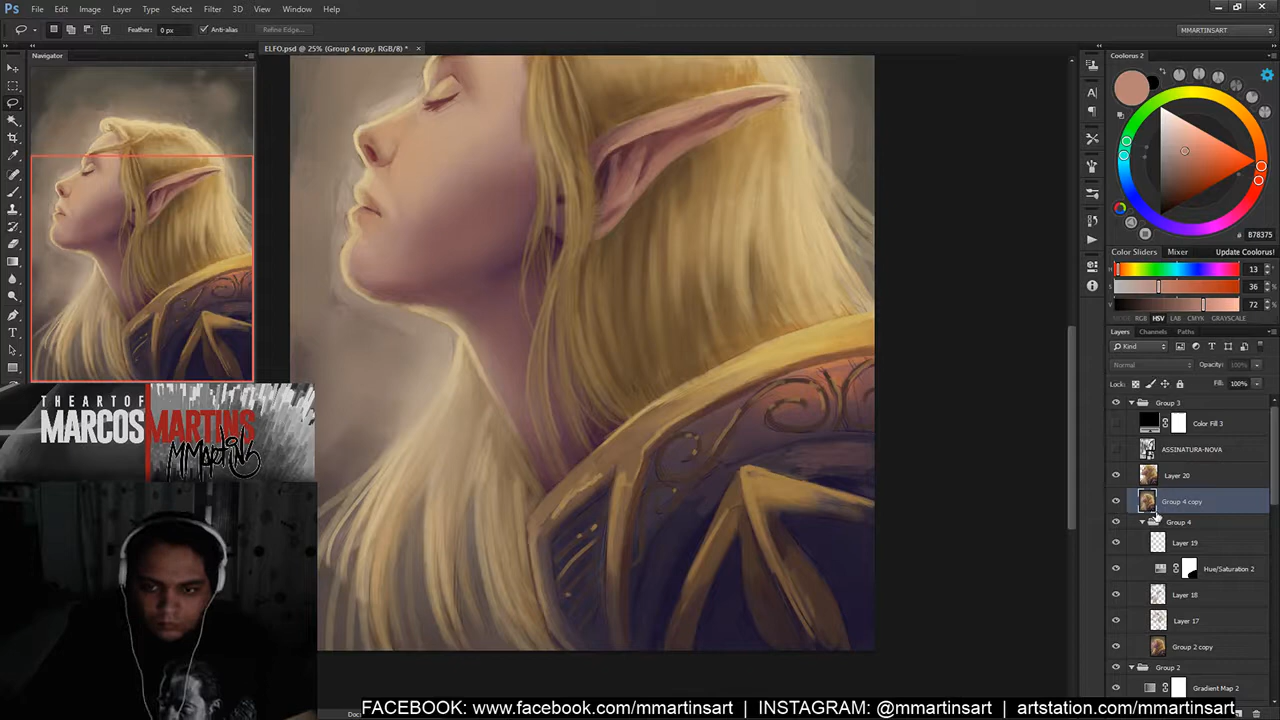 Ps File Edit Image Layer Type Select Filter 3D View Window Help
Feather: 0 px Anti-alias Refine Edge... MMARTINSART
ELFO.psd @ 25% (Group 4 copy, RGB/8) * ×
Navigator
Coolorus 2
# B78375
Color Sliders Mixer Update Coolorus!
H 13
S 36
V 72
RGB HSV LAB CMYK GRAYSCALE
Layers Channels Paths
Kind
Normal Opacity: 100%
Lock: Fill: 100%
Group 3
Color Fill 3
ASSINATURA-NOVA
Layer 20
Group 4 copy
Group 4
Layer 19
Hue/Saturation 2
Layer 18
Layer 17
Group 2 copy
Group 2
Gradient Map 2
THEARTOF
MARCOS MARTINS
MMartins
FACEBOOK: www.facebook.com/mmartinsart | INSTAGRAM: @mmartinsart | artstation.com/mmartinsart